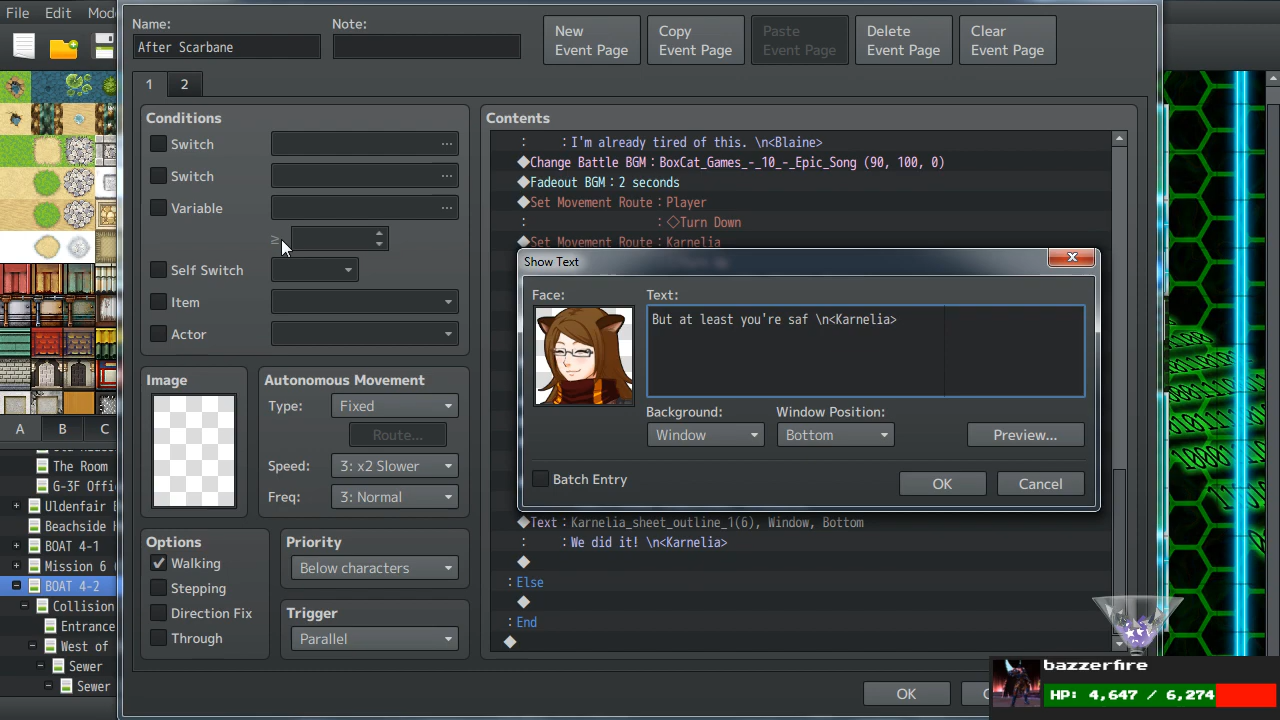 File Edit Mod
Name:
Note:
After Scarbane
New Event Page
Copy Event Page
Paste Event Page
Delete Event Page
Clear Event Page
1 2
Conditions
Switch
Switch
Variable
≥
Self Switch
Item
Actor
Image
Autonomous Movement
Type: Fixed
Route...
Speed: 3: x2 Slower
Freq: 3: Normal
Options
Walking
Stepping
Direction Fix
Through
Priority
Below characters
Trigger
Parallel
Contents
: :I'm already tired of this. \n<Blaine>
◆Change Battle BGM:BoxCat_Games_-_10_-_Epic_Song (90, 100, 0)
◆Fadeout BGM:2 seconds
◆Set Movement Route:Player
: :◇Turn Down
◆Set Movement Route:Karnelia
Show Text
Face:
Text:
But at least you're saf \n<Karnelia>
Background:
Window Position:
Window
Bottom
Preview...
Batch Entry
OK
Cancel
◆Text:Karnelia_sheet_outline_1(6), Window, Bottom
: :We did it! \n<Karnelia>
◆
:Else
◆
:End
◆
OK
A B C
The Room
G-3F Offi
Uldenfair
Beachside
BOAT 4-1
Mission 6 (
BOAT 4-2
Collision
Entrance
West of
Sewer
Sewer
bazzerfire
HP: 4,647 / 6,274